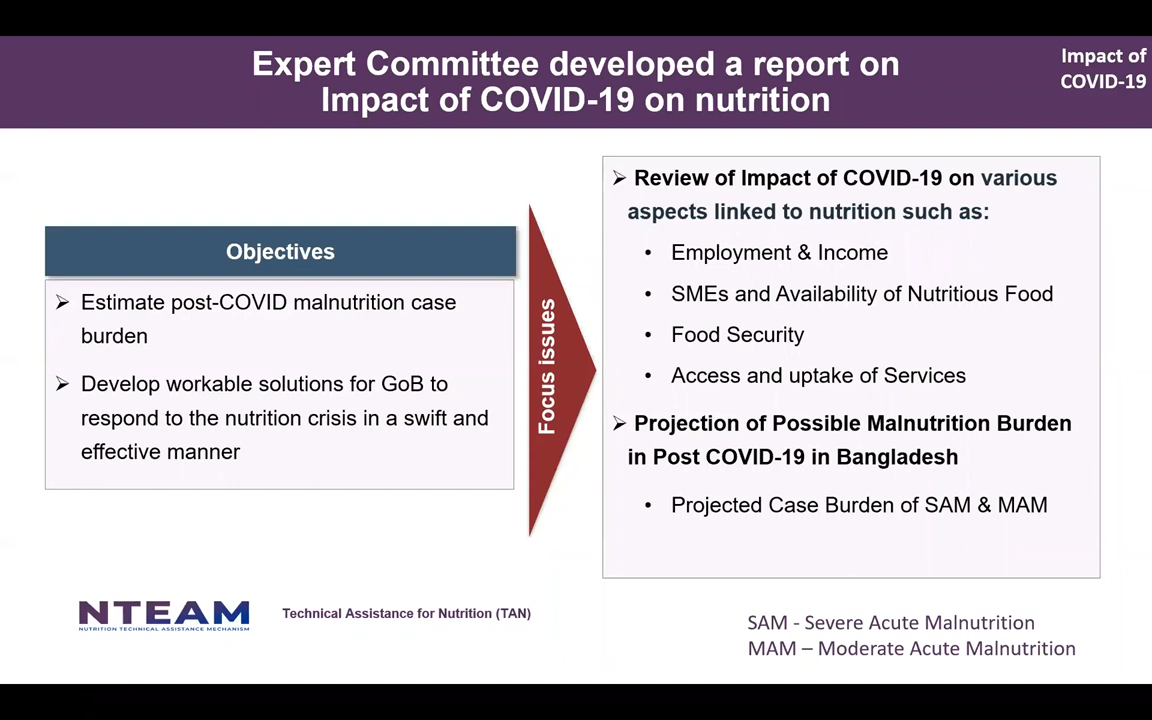 Expert Committee developed a report on
Impact of COVID-19 on nutrition
Impact of
COVID-19
Objectives
➢ Estimate post-COVID malnutrition case
burden
➢ Develop workable solutions for GoB to
respond to the nutrition crisis in a swift and
effective manner
Focus issues
➢ Review of Impact of COVID-19 on various
aspects linked to nutrition such as:
• Employment & Income
• SMEs and Availability of Nutritious Food
• Food Security
• Access and uptake of Services
➢ Projection of Possible Malnutrition Burden
in Post COVID-19 in Bangladesh
• Projected Case Burden of SAM & MAM
NTEAM
NUTRITION TECHNICAL ASSISTANCE MECHANISM
Technical Assistance for Nutrition (TAN)
SAM - Severe Acute Malnutrition
MAM – Moderate Acute Malnutrition